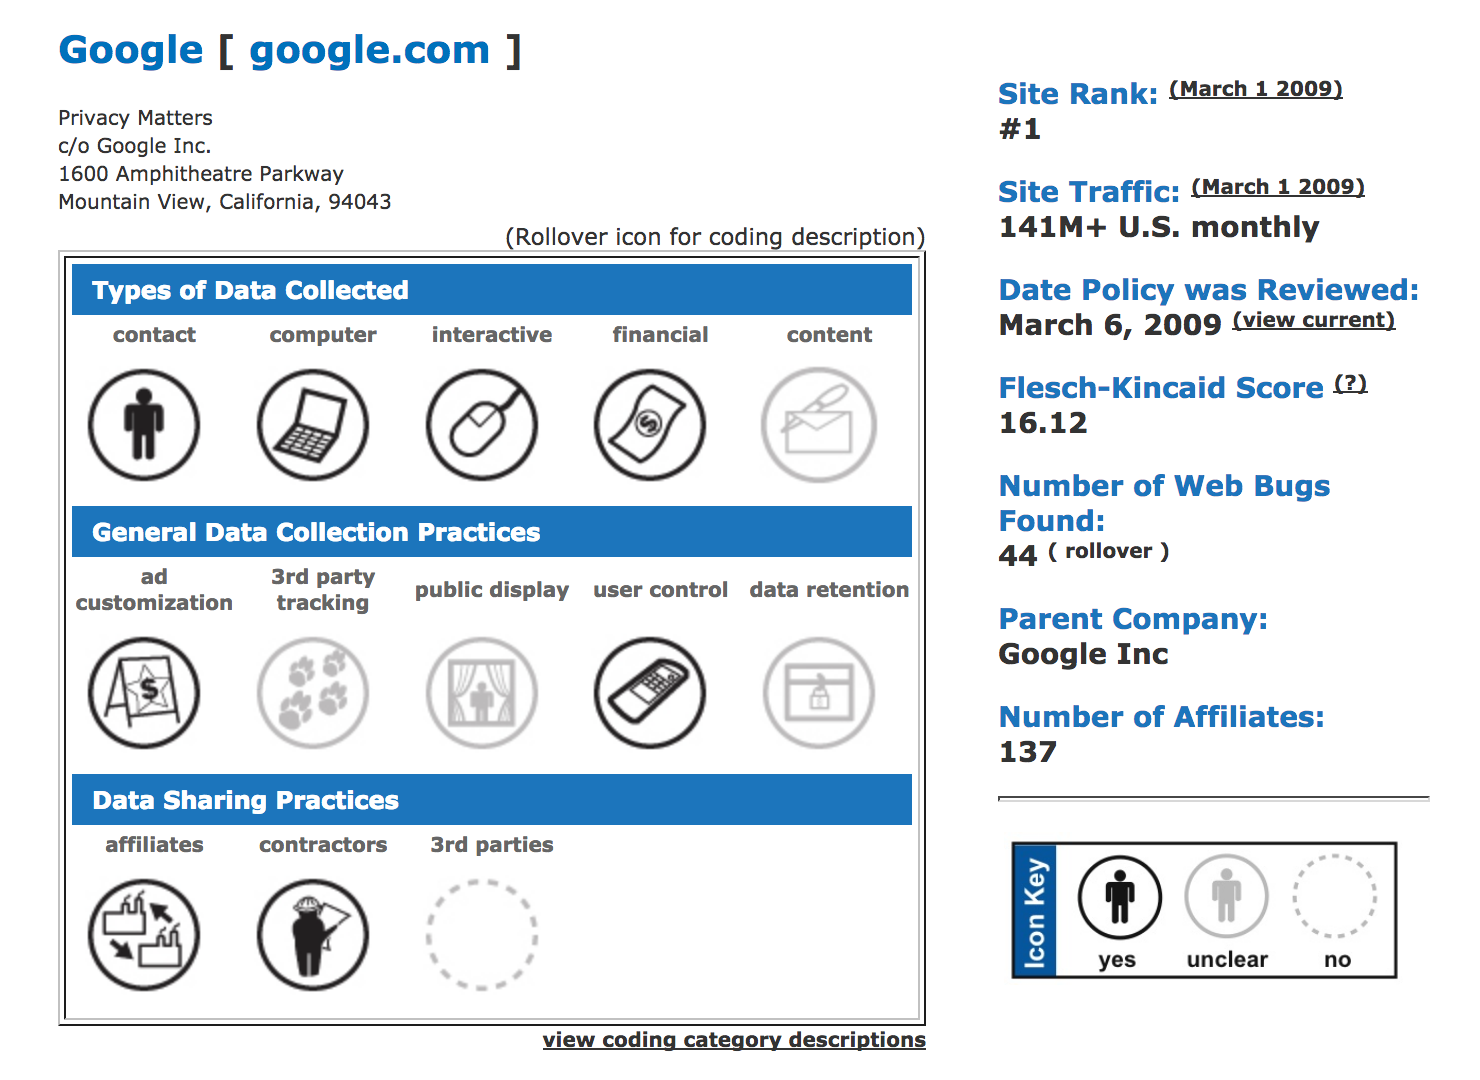 Google [ google.com ]
Privacy Matters
c/o Google Inc.
1600 Amphitheatre Parkway
Mountain View, California, 94043
(Rollover icon for coding description)
Types of Data Collected
contact computer interactive financial content
General Data Collection Practices
ad customization 3rd party tracking public display user control data retention
Data Sharing Practices
affiliates contractors 3rd parties
view coding category descriptions
Site Rank: (March 1 2009)
#1
Site Traffic: (March 1 2009)
141M+ U.S. monthly
Date Policy was Reviewed:
March 6, 2009 (view current)
Flesch-Kincaid Score (?)
16.12
Number of Web Bugs
Found:
44 ( rollover )
Parent Company:
Google Inc
Number of Affiliates:
137
Icon Key
yes unclear no